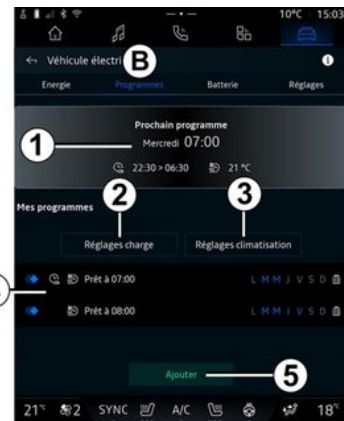 10°C 15:03
Véhicule électri B
Energie Programmes Batterie Réglages
Prochain programme
1 Mercredi 07:00
22:30 > 06:30 21 °C
2 3
Mes programmes
Réglages charge Réglages climatisation
Prêt à 07:00 L M M J V S D
Prêt à 08:00 L M M J V S D
Ajouter 5
21° 2 SYNC A/C 18°